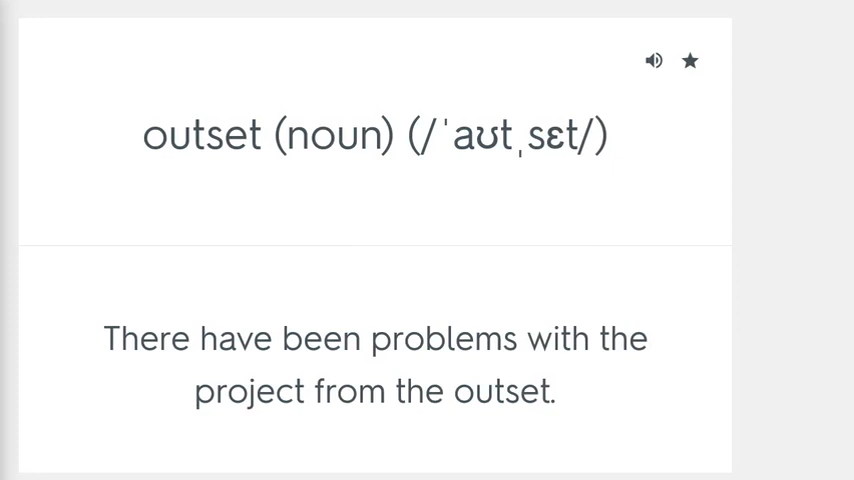 outset (noun) (/ˈaʊtˌsɛt/)
There have been problems with the
project from the outset.